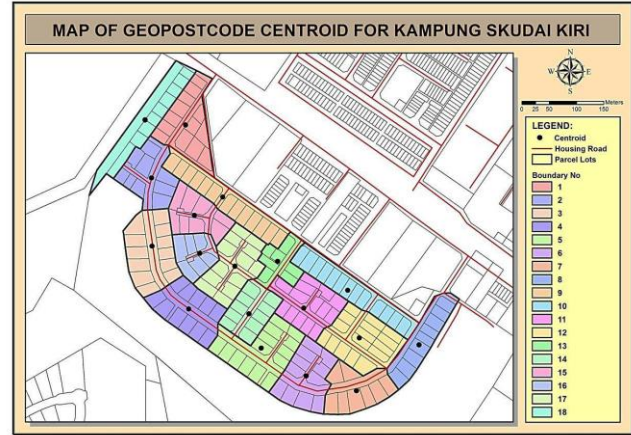 MAP OF GEOPOSTCODE CENTROID FOR KAMPUNG SKUDAI KIRI
N
W
E
S
0 25 50 100 150
Meters
LEGEND:
Centroid
Housing Road
Parcel Lots
Boundary No
1
2
3
4
5
6
7
8
9
10
11
12
13
14
15
16
17
18